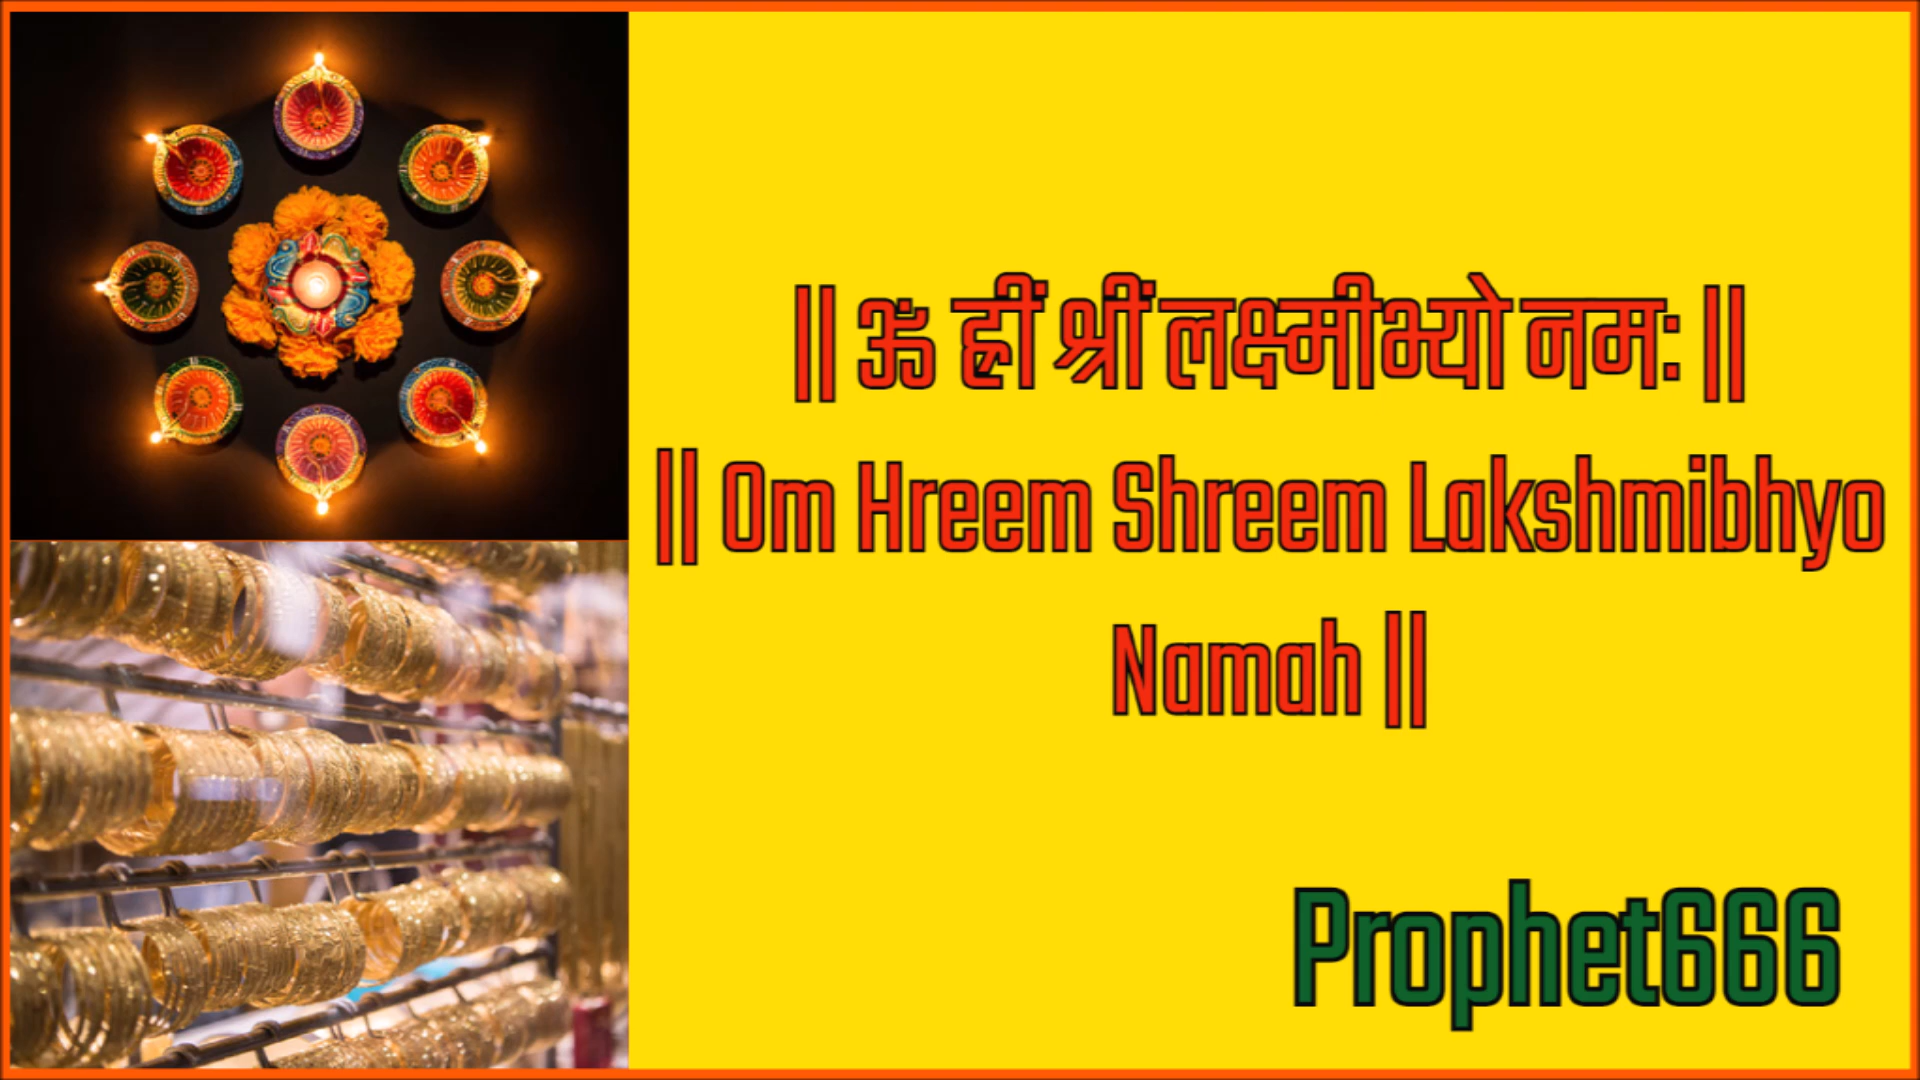 || ॐ ह्रीं श्रीं लक्ष्मीभ्यो नमः ||
|| Om Hreem Shreem Lakshmibhyo
Namah ||
Prophet666